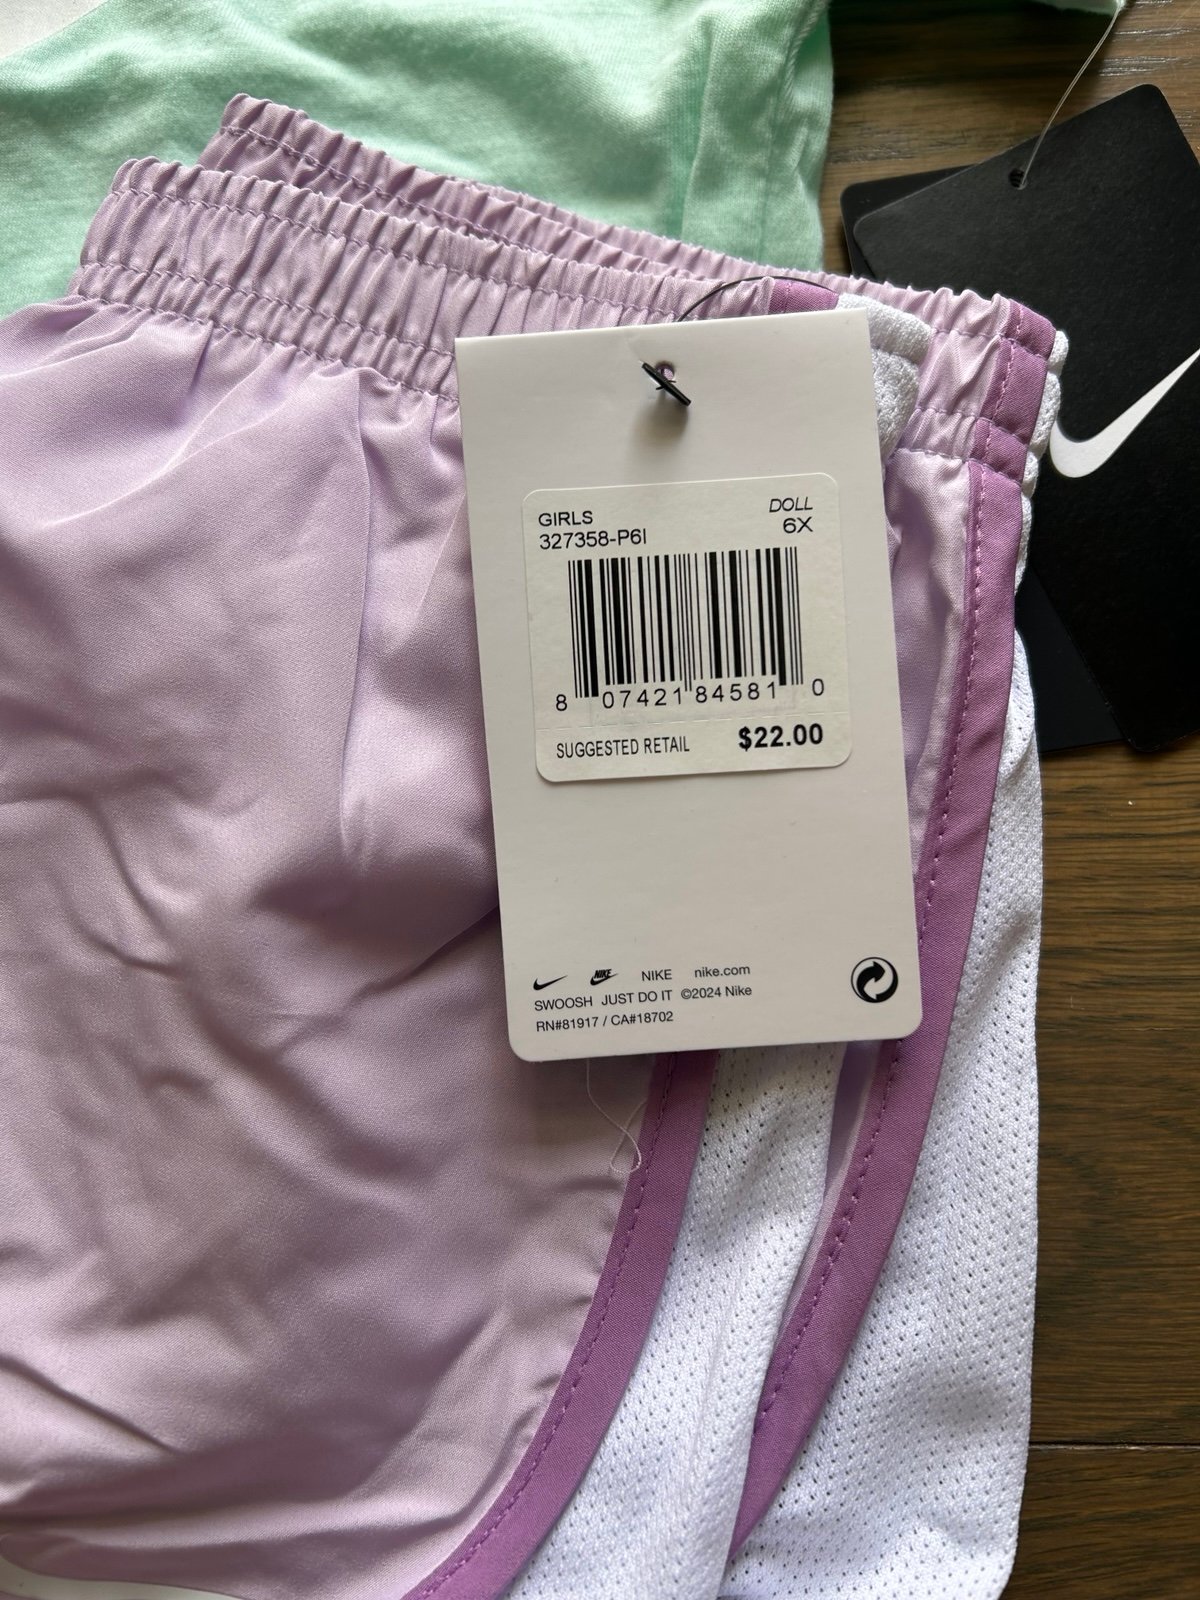 GIRLS DOLL
327358-P6I 6X
8 07421 84581 0
SUGGESTED RETAIL $22.00
NIKE NIKE nike.com
SWOOSH JUST DO IT ©2024 Nike
RN#81917 / CA#18702